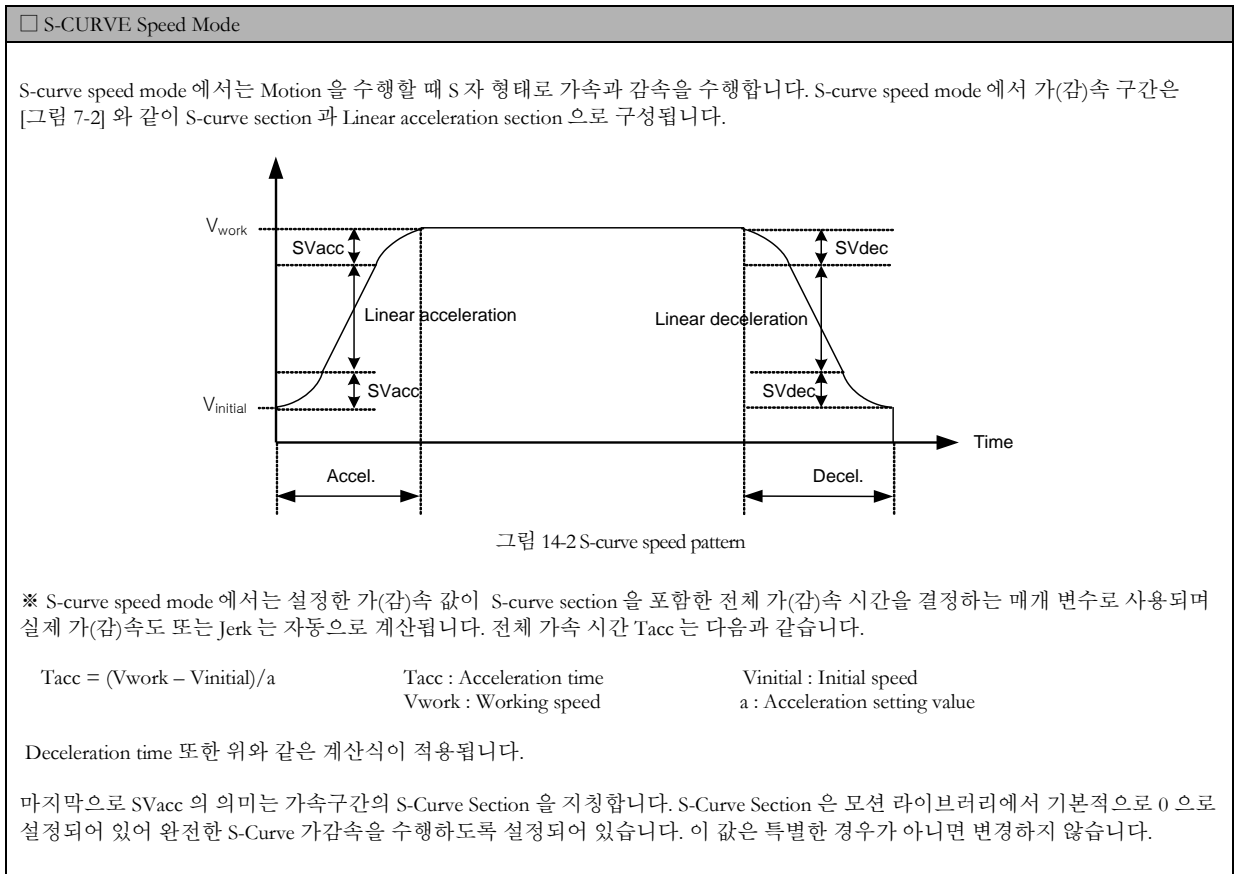 □ S-CURVE Speed Mode
S-curve speed mode 에서는 Motion 을 수행할 때 S 자 형태로 가속과 감속을 수행합니다. S-curve speed mode 에서 가(감)속 구간은
[그림 7-2] 와 같이 S-curve section 과 Linear acceleration section 으로 구성됩니다.
Vwork
SVacc
SVdec
Linear acceleration
Linear deceleration
SVacc
SVdec
Vinitial
Time
Accel.
Decel.
그림 14-2 S-curve speed pattern
※ S-curve speed mode 에서는 설정한 가(감)속 값이 S-curve section 을 포함한 전체 가(감)속 시간을 결정하는 매개 변수로 사용되며
실제 가(감)속도 또는 Jerk 는 자동으로 계산됩니다. 전체 가속 시간 Tacc 는 다음과 같습니다.
Tacc = (Vwork – Vinitial)/a Tacc : Acceleration time Vinitial : Initial speed
Vwork : Working speed a : Acceleration setting value
Deceleration time 또한 위와 같은 계산식이 적용됩니다.
마지막으로 SVacc 의 의미는 가속구간의 S-Curve Section 을 지칭합니다. S-Curve Section 은 모션 라이브러리에서 기본적으로 0 으로
설정되어 있어 완전한 S-Curve 가감속을 수행하도록 설정되어 있습니다. 이 값은 특별한 경우가 아니면 변경하지 않습니다.